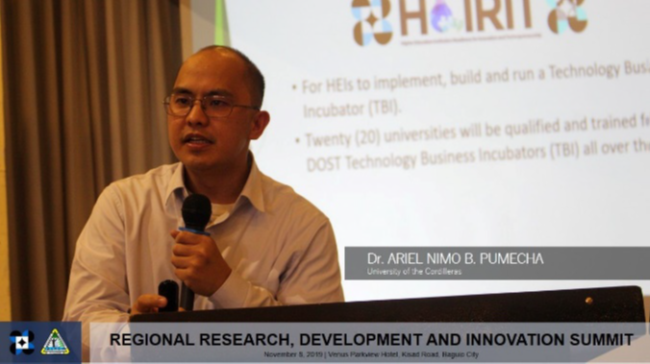 HEIRIT
• For HEIs to implement, build and run a Technology Busi
Incubator (TBI).
• Twenty (20) universities will be qualified and trained fr
DOST Technology Business Incubators (TBI) all over the
Dr. ARIEL NIMO B. PUMECHA
University of the Cordilleras
REGIONAL RESEARCH, DEVELOPMENT AND INNOVATION SUMMIT
November 8, 2019 | Venus Parkview Hotel, Kisad Road, Baguio City